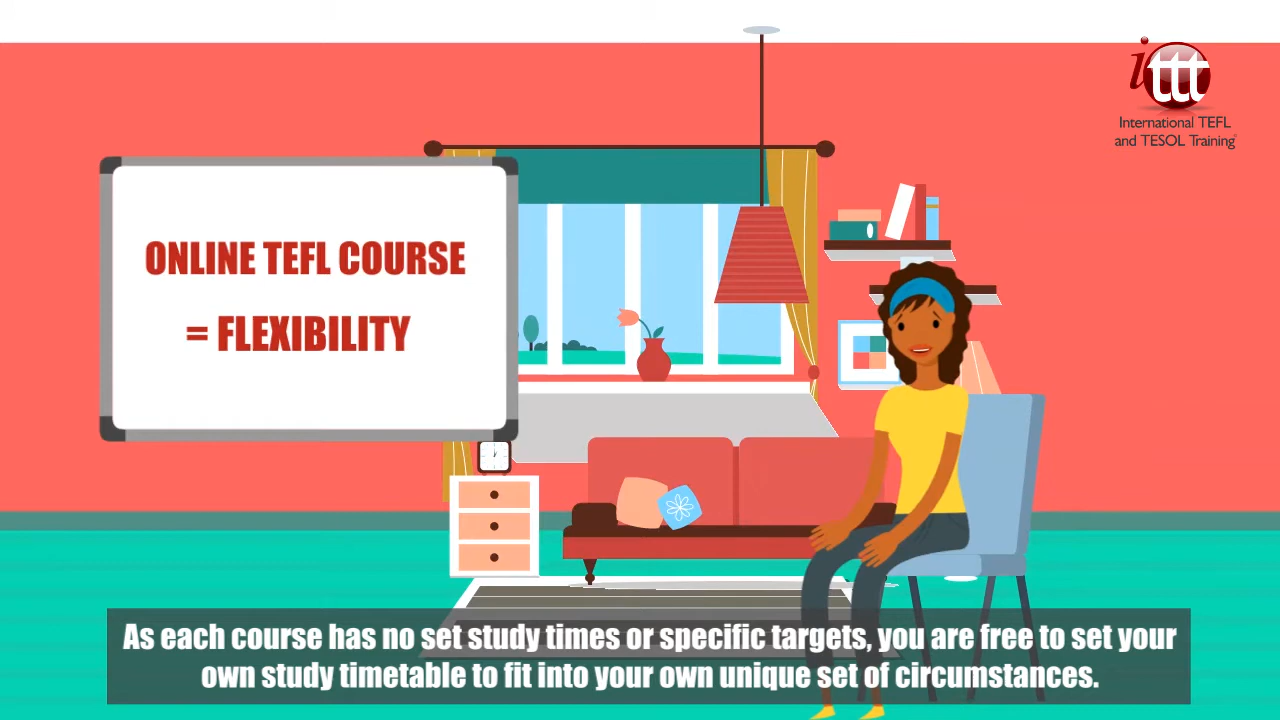 ittt
International TEFL
and TESOL Training
ONLINE TEFL COURSE
= FLEXIBILITY
As each course has no set study times or specific targets, you are free to set your
own study timetable to fit into your own unique set of circumstances.